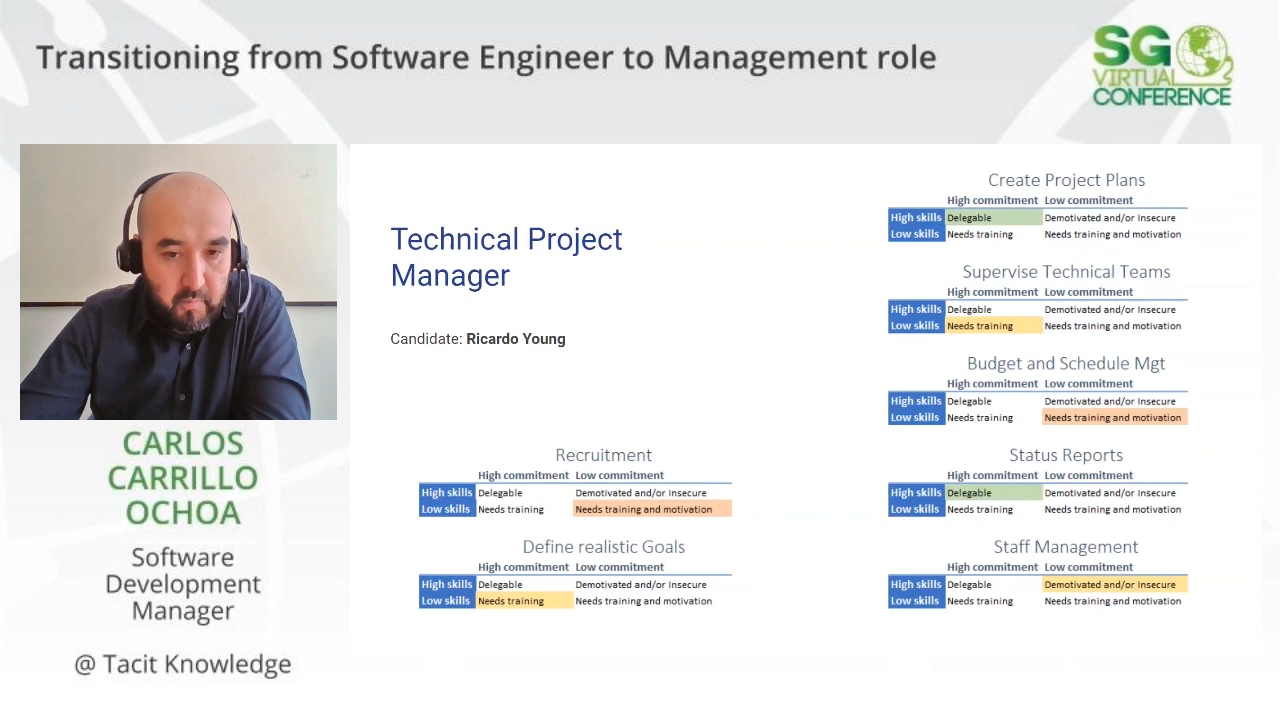 Transitioning from Software Engineer to Management role
SG
VIRTUAL
CONFERENCE
CARLOS
CARRILLO
OCHOA
Software
Development
Manager
@ Tacit Knowledge
Technical Project
Manager
Candidate: Ricardo Young
Recruitment
High commitment Low commitment
High skills Delegable Demotivated and/or Insecure
Low skills Needs training Needs training and motivation
Define realistic Goals
High commitment Low commitment
High skills Delegable Demotivated and/or Insecure
Low skills Needs training Needs training and motivation
Create Project Plans
High commitment Low commitment
High skills Delegable Demotivated and/or Insecure
Low skills Needs training Needs training and motivation
Supervise Technical Teams
High commitment Low commitment
High skills Delegable Demotivated and/or Insecure
Low skills Needs training Needs training and motivation
Budget and Schedule Mgt
High commitment Low commitment
High skills Delegable Demotivated and/or Insecure
Low skills Needs training Needs training and motivation
Status Reports
High commitment Low commitment
High skills Delegable Demotivated and/or Insecure
Low skills Needs training Needs training and motivation
Staff Management
High commitment Low commitment
High skills Delegable Demotivated and/or Insecure
Low skills Needs training Needs training and motivation